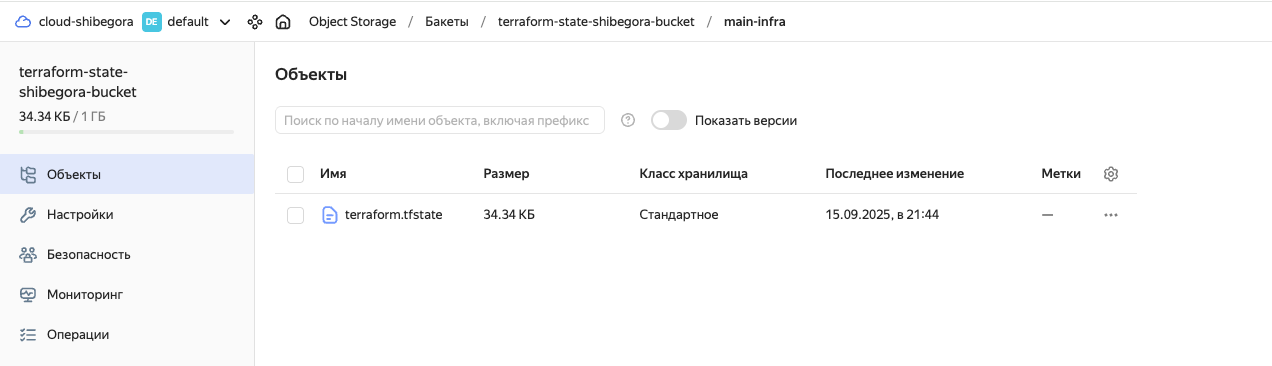 cloud-shibegora DE default Object Storage / Бакеты / terraform-state-shibegora-bucket / main-infra
terraform-state-
shibegora-bucket
34.34 КБ / 1 ГБ
Объекты
Настройки
Безопасность
Мониторинг
Операции
Объекты
Поиск по началу имени объекта, включая префикс ? Показать версии
Имя Размер Класс хранилища Последнее изменение Метки
terraform.tfstate 34.34 КБ Стандартное 15.09.2025, в 21:44 —